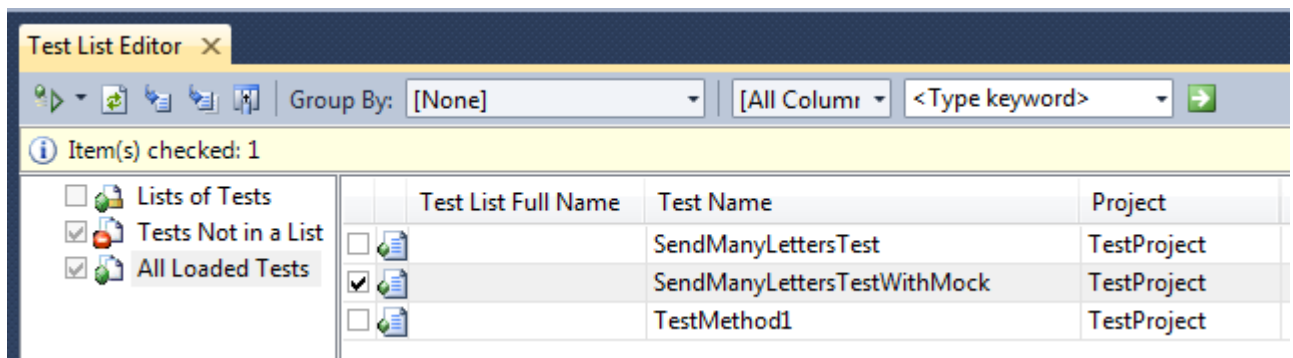 Test List Editor
Group By: [None] [All Colum <Type keyword>
Item(s) checked: 1
Lists of Tests
Tests Not in a List
All Loaded Tests
Test List Full Name Test Name Project
SendManyLettersTest TestProject
SendManyLettersTestWithMock TestProject
TestMethod1 TestProject